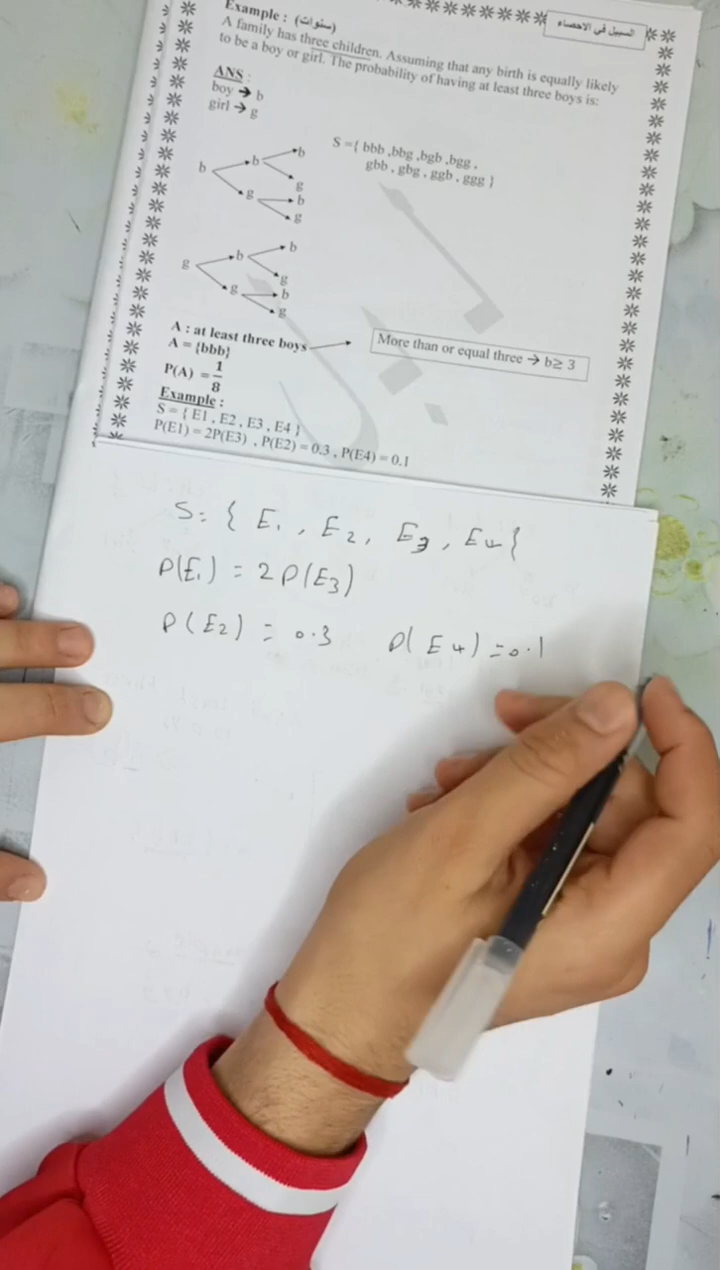 السبيل في الاحصاء
Example : (سنوات)
A family has three children. Assuming that any birth is equally likely
to be a boy or girl. The probability of having at least three boys is:
ANS :
boy ➔ b
girl ➔ g
S ={ bbb ,bbg ,bgb ,bgg ,
gbb , gbg , ggb , ggg }
b
b
b
g
g
b
g
g
b
b
g
g
b
g
A : at least three boys
More than or equal three → b≥ 3
A = {bbb}
P(A) = 1/8
Example :
S = { E1 , E2 , E3 , E4 }
P(E1) = 2P(E3) , P(E2) = 0.3 , P(E4) = 0.1
S = { E1 , E2 , E3 , E4 {
P(E1) = 2 P(E3)
P(E2) = 0.3 P(E4) = 0.1